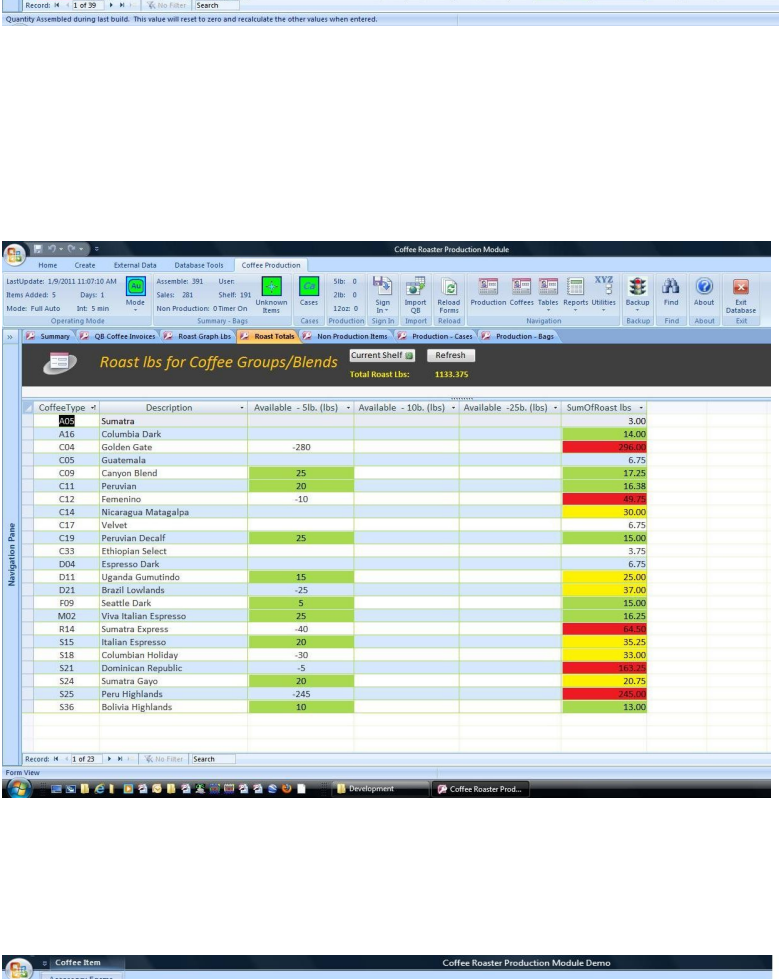 Record: 1 of 39 No Filter Search
Quantity Assembled during last build. This value will reset to zero and recalculate the other values when entered.
Coffee Roaster Production Module
Home Create External Data Database Tools Coffee Production
LastUpdate: 1/9/2011 11:07:10 AM Assemble: 391 User: 5lb: 0
Items Added: 5 Days: 1 Sales: 281 Shelf: 191 2lb: 0
Mode: Full Auto Int: 5 min Mode Non Production: 0 Timer On Unknown Items Cases 12oz: 0 Sign In Import QB Reload Forms Production Coffees Tables Reports XYZ Utilities Backup Find About Exit Database
Operating Mode Summary - Bags Cases Production Sign In Import Reload Navigation Backup Find About Exit
Summary QB Coffee Invoices Roast Graph Lbs Roast Totals Non Production Items Production - Cases Production - Bags
Roast lbs for Coffee Groups/Blends Current Shelf Refresh
Total Roast Lbs: 1133.375
CoffeeType Description Available - 5lb. (lbs) Available - 10b. (lbs) Available -25b. (lbs) SumOfRoast lbs
A05 Sumatra 3.00
A16 Columbia Dark 14.00
C04 Golden Gate -280 296.00
C05 Guatemala 6.75
C09 Canyon Blend 25 17.25
C11 Peruvian 20 16.38
C12 Femenino -10 49.75
C14 Nicaragua Matagalpa 30.00
C17 Velvet 6.75
C19 Peruvian Decalf 25 15.00
C33 Ethiopian Select 3.75
D04 Espresso Dark 6.75
D11 Uganda Gumutindo 15 25.00
D21 Brazil Lowlands -25 37.00
F09 Seattle Dark 5 15.00
M02 Viva Italian Espresso 25 16.25
R14 Sumatra Express -40 64.50
S15 Italian Espresso 20 35.25
S18 Columbian Holiday -30 33.00
S21 Dominican Republic -5 163.25
S24 Sumatra Gayo 20 20.75
S25 Peru Highlands -245 245.00
S36 Bolivia Highlands 10 13.00
Navigation Pane
Record: 1 of 23 No Filter Search
Form View
Development Coffee Roaster Prod...
Coffee Item Coffee Roaster Production Module Demo